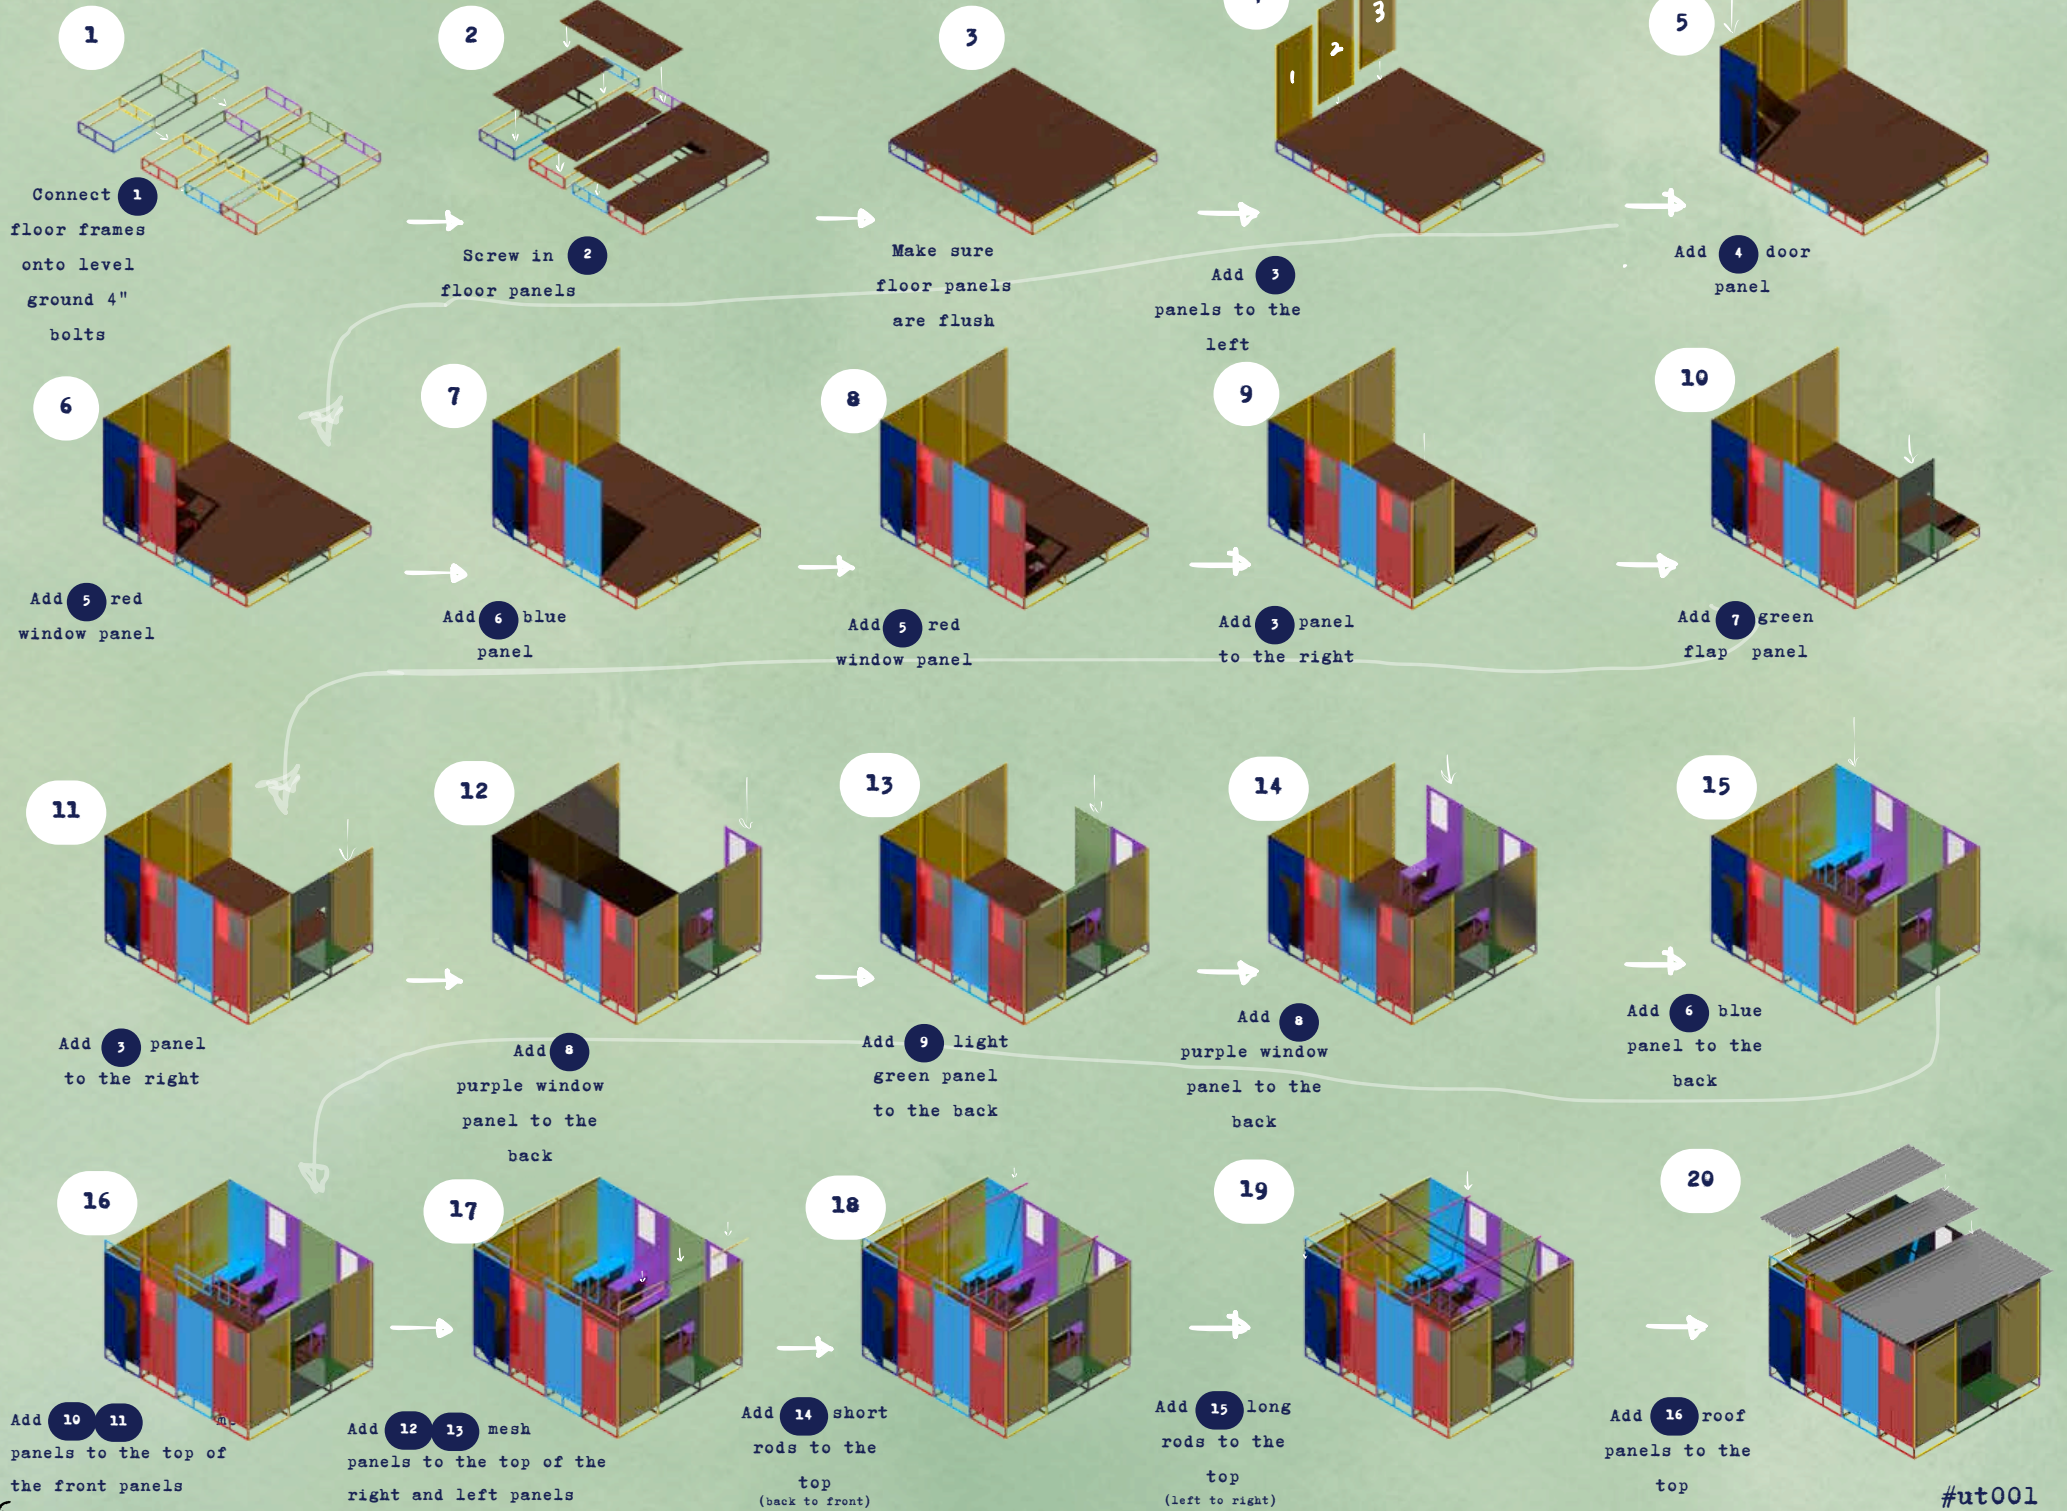 1
Connect 1
floor frames
onto level
ground 4"
bolts
2
Screw in 2
floor panels
3
Make sure
floor panels
are flush
1
2
3
Add 3
panels to the
left
5
Add 4 door
panel
6
Add 5 red
window panel
7
Add 6 blue
panel
8
Add 5 red
window panel
9
Add 3 panel
to the right
10
Add 7 green
flap panel
11
Add 3 panel
to the right
12
Add 8
purple window
panel to the
back
13
Add 9 light
green panel
to the back
14
Add 8
purple window
panel to the
back
15
Add 6 blue
panel to the
back
16
Add 10 11
panels to the top of
the front panels
17
Add 12 13 mesh
panels to the top of the
right and left panels
18
Add 14 short
rods to the
top
(back to front)
19
Add 15 long
rods to the
top
(left to right)
20
Add 16 roof
panels to the
top
#ut001